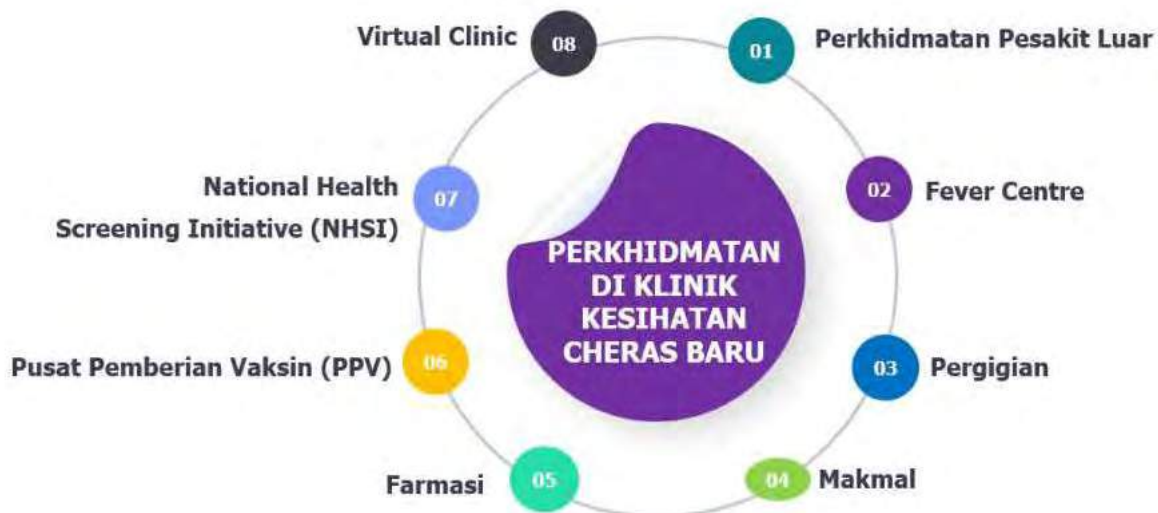 PERKHIDMATAN
DI KLINIK
KESIHATAN
CHERAS BARU
01
Perkhidmatan Pesakit Luar
02
Fever Centre
03
Pergigian
04
Makmal
05
Farmasi
06
Pusat Pemberian Vaksin (PPV)
07
National Health
Screening Initiative (NHSI)
08
Virtual Clinic